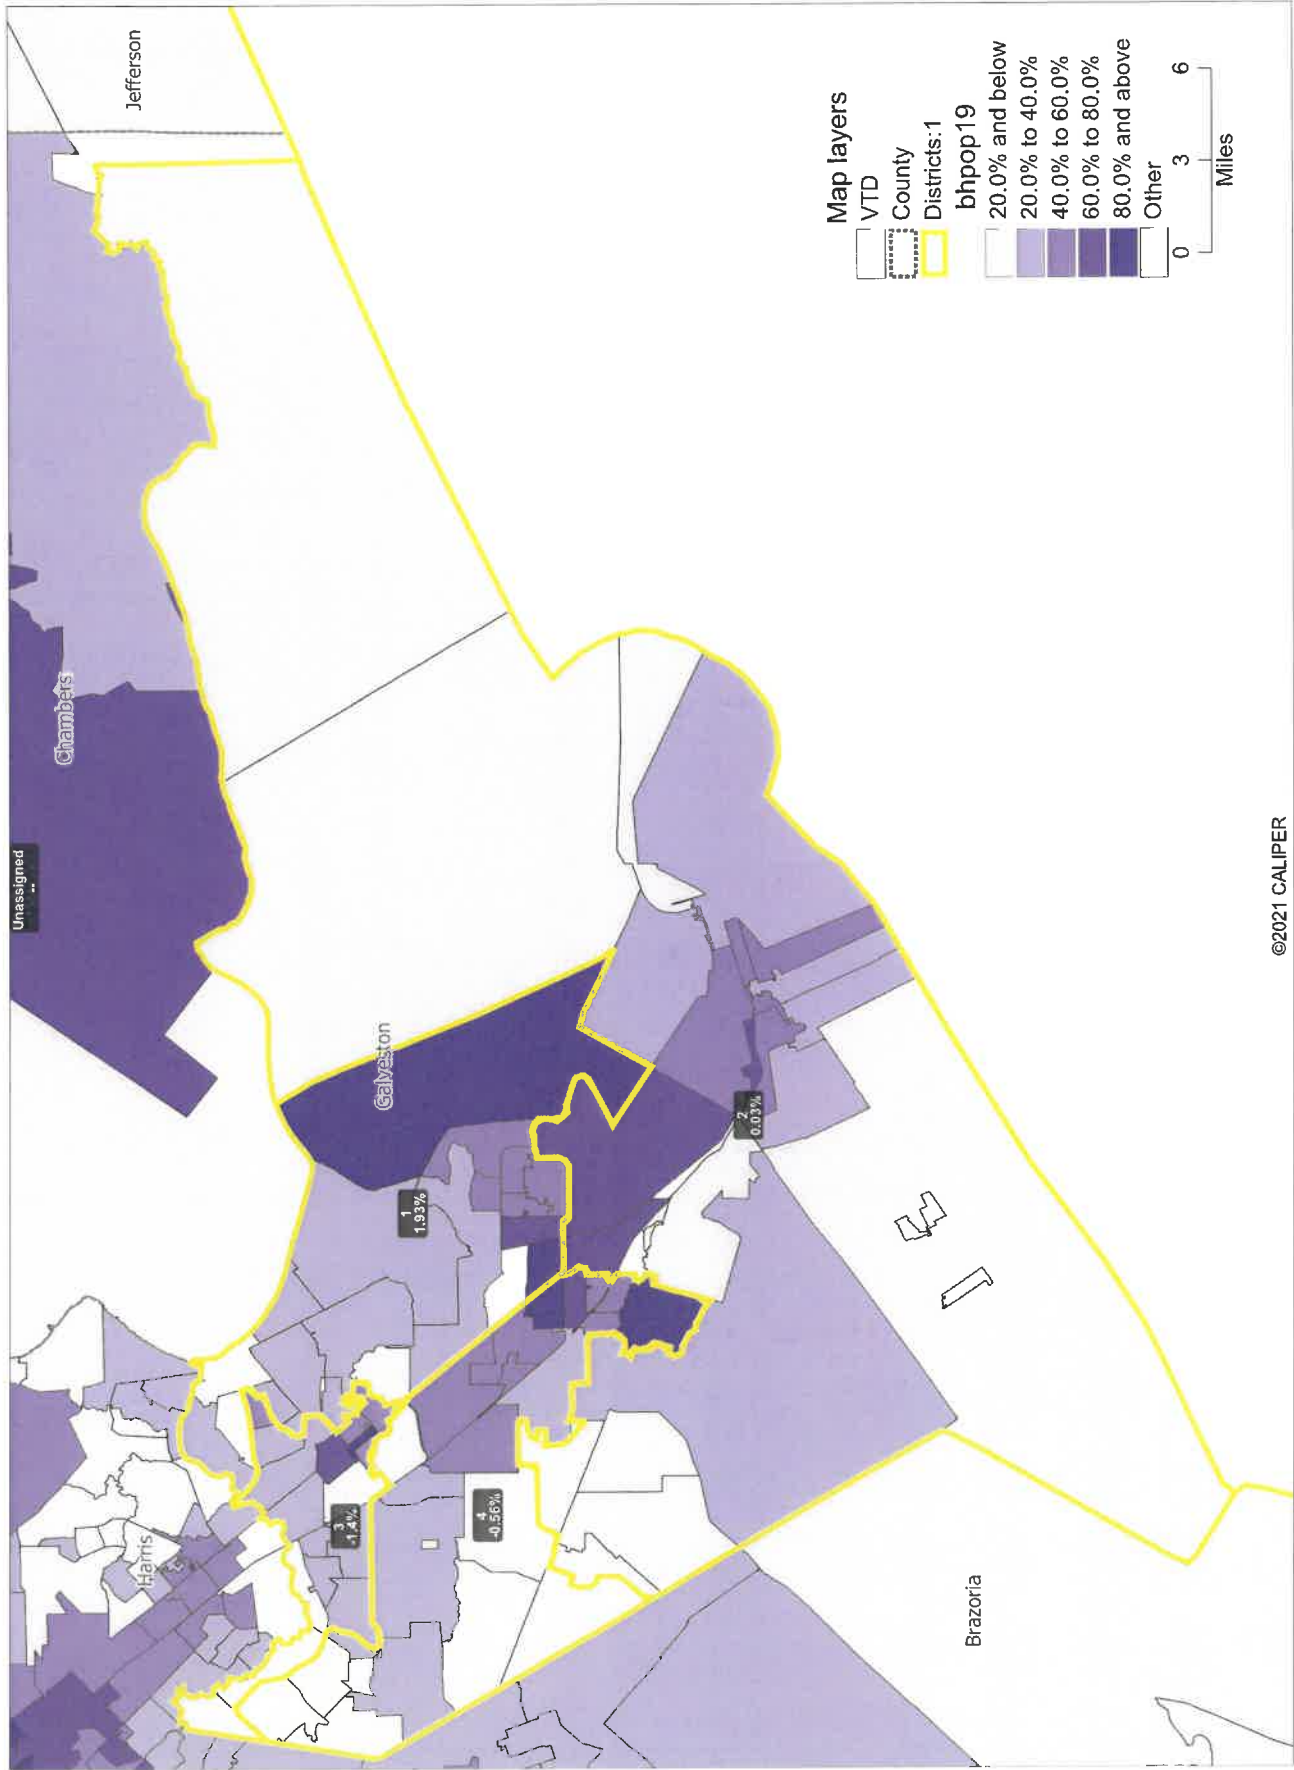 Jefferson
Chambers
Unassigned
--
Galveston
1
1.93%
2
0.03%
Harris
3
-1.4%
4
-0.56%
Brazoria
Map layers
VTD
County
Districts:1
bhpop19
20.0% and below
20.0% to 40.0%
40.0% to 60.0%
60.0% to 80.0%
80.0% and above
Other
0 3 6
Miles
©2021 CALIPER